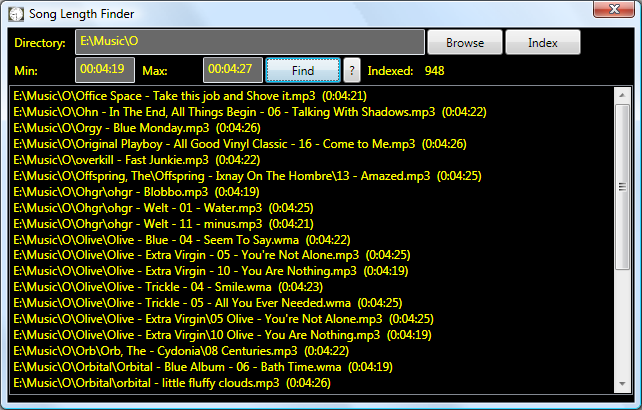 Song Length Finder
Directory: E:\Music\O Browse Index
Min: 00:04:19 Max: 00:04:27 Find ? Indexed: 948
E:\Music\O\Office Space - Take this job and Shove it.mp3 (0:04:21)
E:\Music\O\Ohn - In The End, All Things Begin - 06 - Talking With Shadows.mp3 (0:04:22)
E:\Music\O\Orgy - Blue Monday.mp3 (0:04:26)
E:\Music\O\Original Playboy - All Good Vinyl Classic - 16 - Come to Me.mp3 (0:04:26)
E:\Music\O\overkill - Fast Junkie.mp3 (0:04:22)
E:\Music\O\Offspring, The\Offspring - Ixnay On The Hombre\13 - Amazed.mp3 (0:04:25)
E:\Music\O\Ohgr\ohgr - Blobbo.mp3 (0:04:19)
E:\Music\O\Ohgr\ohgr - Welt - 01 - Water.mp3 (0:04:25)
E:\Music\O\Ohgr\ohgr - Welt - 11 - minus.mp3 (0:04:21)
E:\Music\O\Olive\Olive - Blue - 04 - Seem To Say.wma (0:04:22)
E:\Music\O\Olive\Olive - Extra Virgin - 05 - You're Not Alone.mp3 (0:04:25)
E:\Music\O\Olive\Olive - Extra Virgin - 10 - You Are Nothing.mp3 (0:04:19)
E:\Music\O\Olive\Olive - Trickle - 04 - Smile.wma (0:04:23)
E:\Music\O\Olive\Olive - Trickle - 05 - All You Ever Needed.wma (0:04:25)
E:\Music\O\Olive\Olive - Extra Virgin\05 Olive - You're Not Alone.mp3 (0:04:25)
E:\Music\O\Olive\Olive - Extra Virgin\10 Olive - You Are Nothing.mp3 (0:04:19)
E:\Music\O\Orb\Orb, The - Cydonia\08 Centuries.mp3 (0:04:22)
E:\Music\O\Orbital\Orbital - Blue Album - 06 - Bath Time.wma (0:04:19)
E:\Music\O\Orbital\orbital - little fluffy clouds.mp3 (0:04:26)